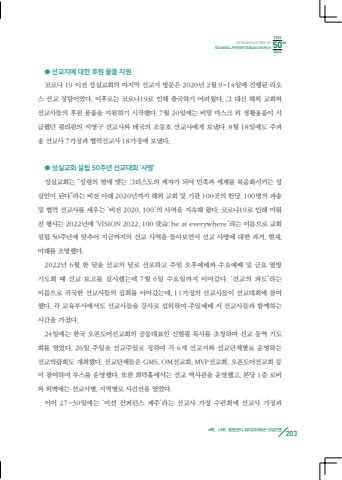 1972
50 YEARS HISTORY OF
SEONGSIL PRESBYTERIAN CHURCH
50th
2022
● 선교지에 대한 후원 물품 지원
코로나 19 이전 성실교회의 마지막 선교지 방문은 2020년 2월 9~14일에 진행된 라오
스 선교 정탐이었다. 이후로는 코로나19로 인해 출국하기 어려웠다. 그 대신 해외 교회와
선교사들의 후원 물품을 지원하기 시작했다. 7월 20일에는 비말 마스크 외 생활용품이 시
급했던 필리핀의 지영구 선교사와 태국의 조동호 선교사에게 보냈다. 8월 18일에도 주파
송 선교사 7가정과 협력선교사 18가정에 보냈다.
● 성실교회 설립 50주년 선교대회 ‘사명’
성실교회는 “성령의 열매 맺는 그리스도의 제자가 되어 민족과 세계를 복음화시키는 성
실인이 된다”라는 비전 아래 2020년까지 해외 교회 및 기관 100곳의 헌당, 100명의 파송
및 협력 선교사를 세우는 ‘비전 2020, 100’의 사역을 지속해 왔다. 코로나19로 인해 미뤄
진 행사는 2022년에 ‘VISION 2022, 100 使命: be at everywhere’라는 이름으로 교회
설립 50주년에 맞추어 지금까지의 선교 사역을 돌아보면서 선교 사명에 대한 과거, 현재,
미래를 조명했다.
2022년 6월 한 달을 선교의 달로 선포하고 주일 오후예배와 수요예배 및 금요 열방
기도회 때 선교 보고를 실시했는데 7월 6일 수요일까지 이어갔다. ‘선교의 파도’라는
이름으로 귀국한 선교사들의 집회를 이어갔는데, 11가정의 선교사들이 선교대회에 참여
했다. 각 교육부서에서도 선교사들을 강사로 섭외하여 주일예배 시 선교사들과 함께하는
시간을 가졌다.
24일에는 한국 오픈도어선교회의 공동대표인 신현필 목사를 초청하여 선교 동역 기도
회를 열었다. 26일 주일을 선교주일로 정하여 각 6개 선교지와 선교단체별로 운영하는
선교박람회도 개최했다. 선교단체들은 GMS, OM선교회, MVP선교회, 오픈도어선교회 등
이 참여하여 부스를 운영했다. 또한 희락홀에서는 선교 역사관을 운영했고, 본당 1층 로비
와 외벽에는 선교사별, 지역별로 사진전을 열었다.
이어 27~30일에는 ‘미션 컨퍼런스 제주’라는 선교사 가정 수련회에 선교사 가정과
203